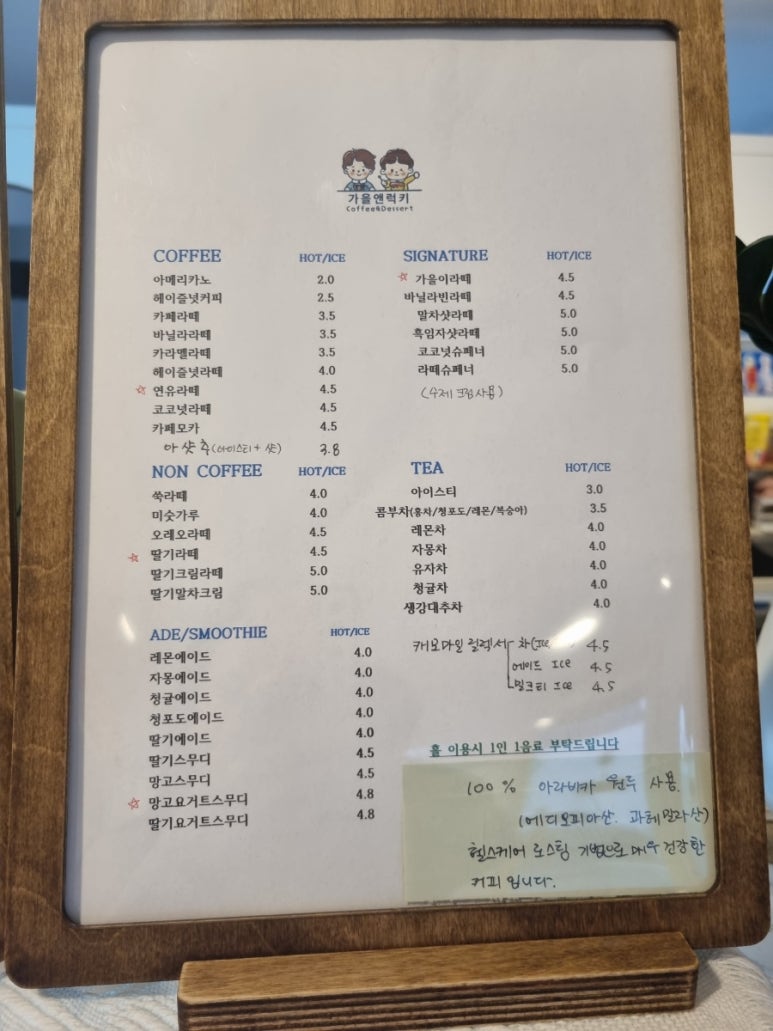 가을앤럭키
Coffee&Dessert
COFFEE HOT/ICE
아메리카노 2.0
헤이즐넛커피 2.5
카페라떼 3.5
바닐라라떼 3.5
카라멜라떼 3.5
헤이즐넛라떼 4.0
☆ 연유라떼 4.5
코코넛라떼 4.5
카페모카 4.5
아샷추(아이스티+샷) 3.8
SIGNATURE HOT/ICE
☆ 가을이라떼 4.5
바닐라빈라떼 4.5
말차샷라떼 5.0
흑임자샷라떼 5.0
코코넛슈페너 5.0
라떼슈페너 5.0
(수제 크림사용)
NON COFFEE HOT/ICE
쑥라떼 4.0
미숫가루 4.0
오레오라떼 4.5
☆ 딸기라떼 4.5
딸기크림라떼 5.0
딸기말차크림 5.0
TEA HOT/ICE
아이스티 3.0
콤부차(홍차/청포도/레몬/복숭아) 3.5
레몬차 4.0
자몽차 4.0
유자차 4.0
청귤차 4.0
생강대추차 4.0
캐모마일 릴렉서 차(Ice 4.5
에이드 Ice 4.5
밀크티 Ice 4.5
ADE/SMOOTHIE HOT/ICE
레몬에이드 4.0
자몽에이드 4.0
청귤에이드 4.0
청포도에이드 4.0
딸기에이드 4.0
딸기스무디 4.5
망고스무디 4.5
☆ 망고요거트스무디 4.8
딸기요거트스무디 4.8
홀 이용시 1인 1음료 부탁드립니다
100% 아라비카 원두 사용.
(에디오피아산. 과테말라산)
헬스케어 로스팅 기법으로 매우 건강한
커피 입니다.